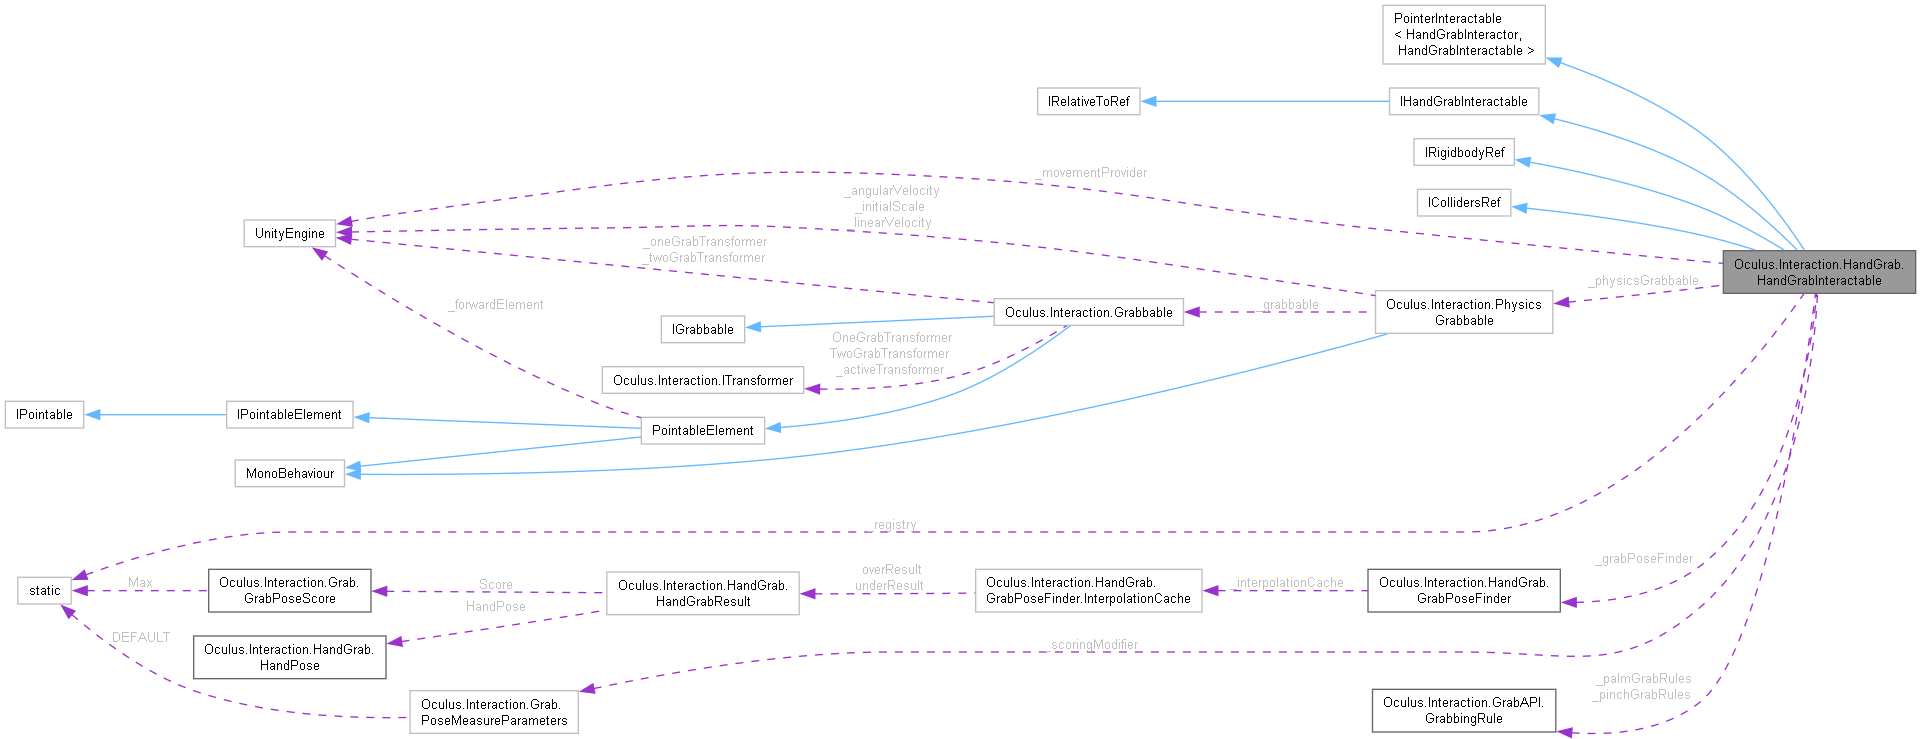 PointerInteractable
< HandGrabInteractor,
HandGrabInteractable >
IRelativeToRef
IHandGrabInteractable
IRigidbodyRef
_movementProvider
_angularVelocity
_initialScale
_linearVelocity
ICollidersRef
UnityEngine
_oneGrabTransformer
_twoGrabTransformer
Oculus.Interaction.HandGrab.
HandGrabInteractable
_physicsGrabbable
_forwardElement
_grabbable
Oculus.Interaction.Grabbable
Oculus.Interaction.Physics
Grabbable
IGrabbable
OneGrabTransformer
TwoGrabTransformer
_activeTransformer
Oculus.Interaction.ITransformer
IPointable
IPointableElement
PointableElement
MonoBehaviour
_registry
static
Max
Oculus.Interaction.Grab.
GrabPoseScore
Score
HandPose
Oculus.Interaction.HandGrab.
HandGrabResult
overResult
underResult
Oculus.Interaction.HandGrab.
GrabPoseFinder.InterpolationCache
_interpolationCache
Oculus.Interaction.HandGrab.
GrabPoseFinder
_grabPoseFinder
DEFAULT
Oculus.Interaction.HandGrab.
HandPose
_scoringModifier
Oculus.Interaction.Grab.
PoseMeasureParameters
_palmGrabRules
_pinchGrabRules
Oculus.Interaction.GrabAPI.
GrabbingRule